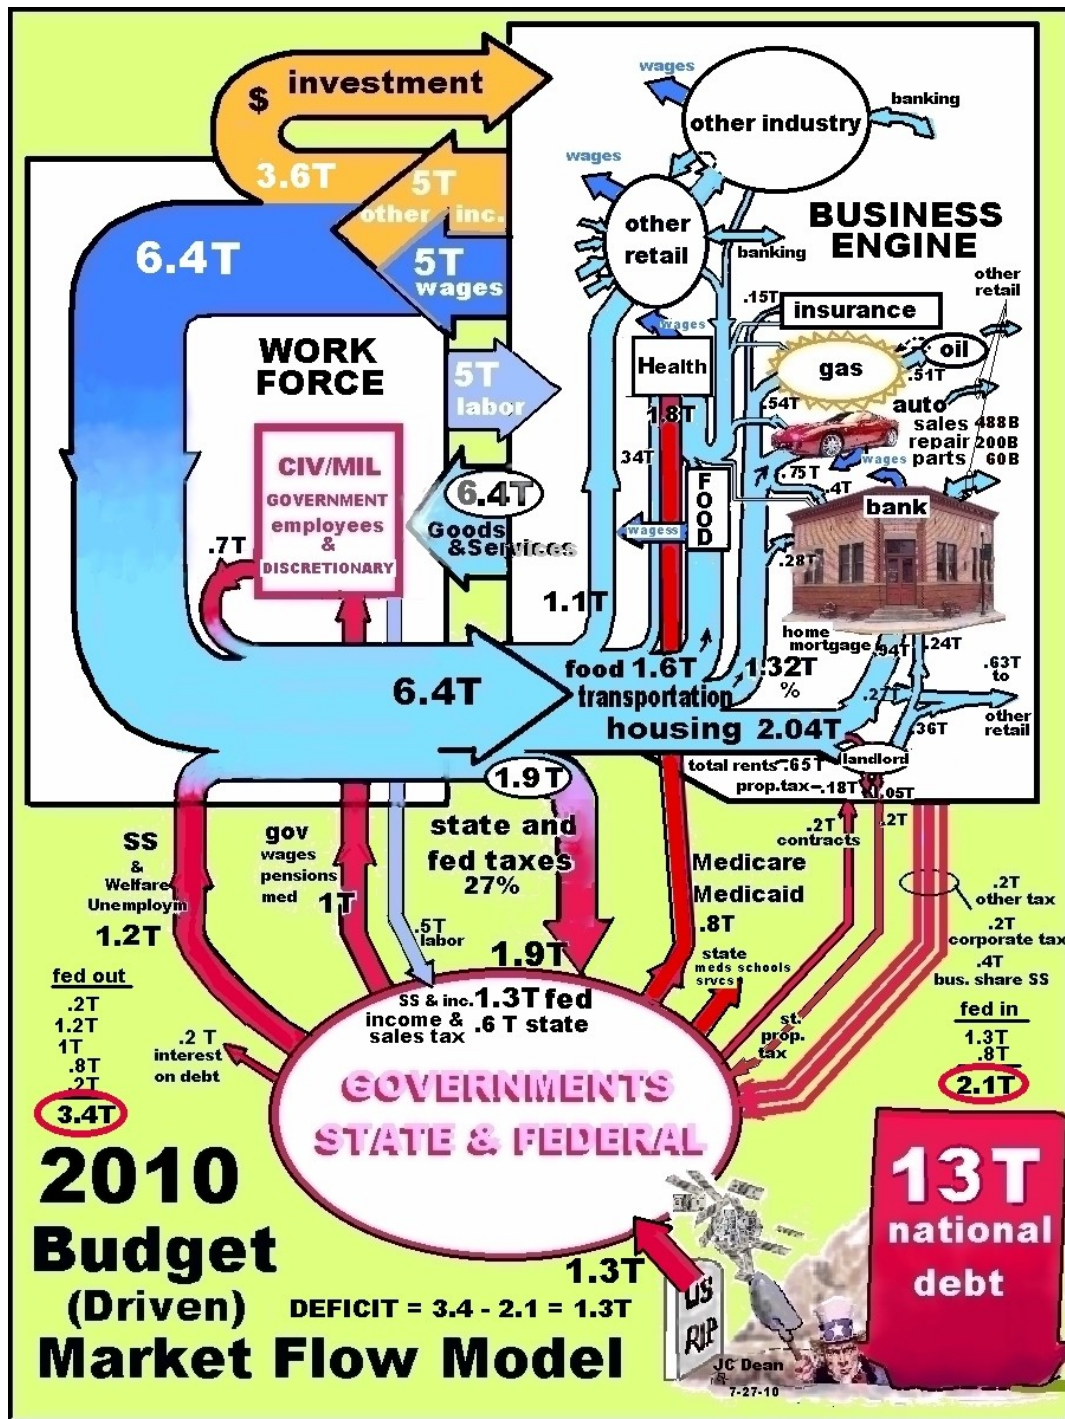 $ investment
3.6T
5T
other inc.
5T
wages
6.4T
WORK
FORCE
5T
labor
CIV/MIL
GOVERNMENT
employees
&
DISCRETIONARY
6.4T
Goods
& Services
.7T
6.4T
wages
other industry
banking
wages
other
retail
banking
BUSINESS
ENGINE
other
retail
.15T
insurance
wages
Health
gas
oil
.51T
1.8T
.54T
auto
sales 488B
repair 200B
parts 60B
34T
.75T
wages
.4T
FOOD
bank
wagess
.28T
1.1T
home
mortgage
.94T
.24T
food 1.6T
1.32T
%
.63T
to
other
retail
transportation
.27T
housing 2.04T
.36T
total rents-.65T
landlord
prop.tax-.18T
.05T
1.9T
SS
&
Welfare
Unemploym
1.2T
gov
wages
pensions
med
1T
state and
fed taxes
27%
.5T
labor
1.9T
Medicare
Medicaid
.8T
state
meds schools
srvcs
.2T
contracts
.2T
.2T
other tax
.2T
corporate tax
.4T
bus. share SS
st.
prop.
tax
fed out
.2T
1.2T
1T
.8T
.2T
3.4T
.2 T
interest
on debt
fed in
1.3T
.8T
2.1T
SS & inc. 1.3T fed
income & .6 T state
sales tax
GOVERNMENTS
STATE & FEDERAL
1.3T
US
RIP
13T
national
debt
2010
Budget
(Driven)
DEFICIT = 3.4 - 2.1 = 1.3T
Market Flow Model
JC Dean
7-27-10